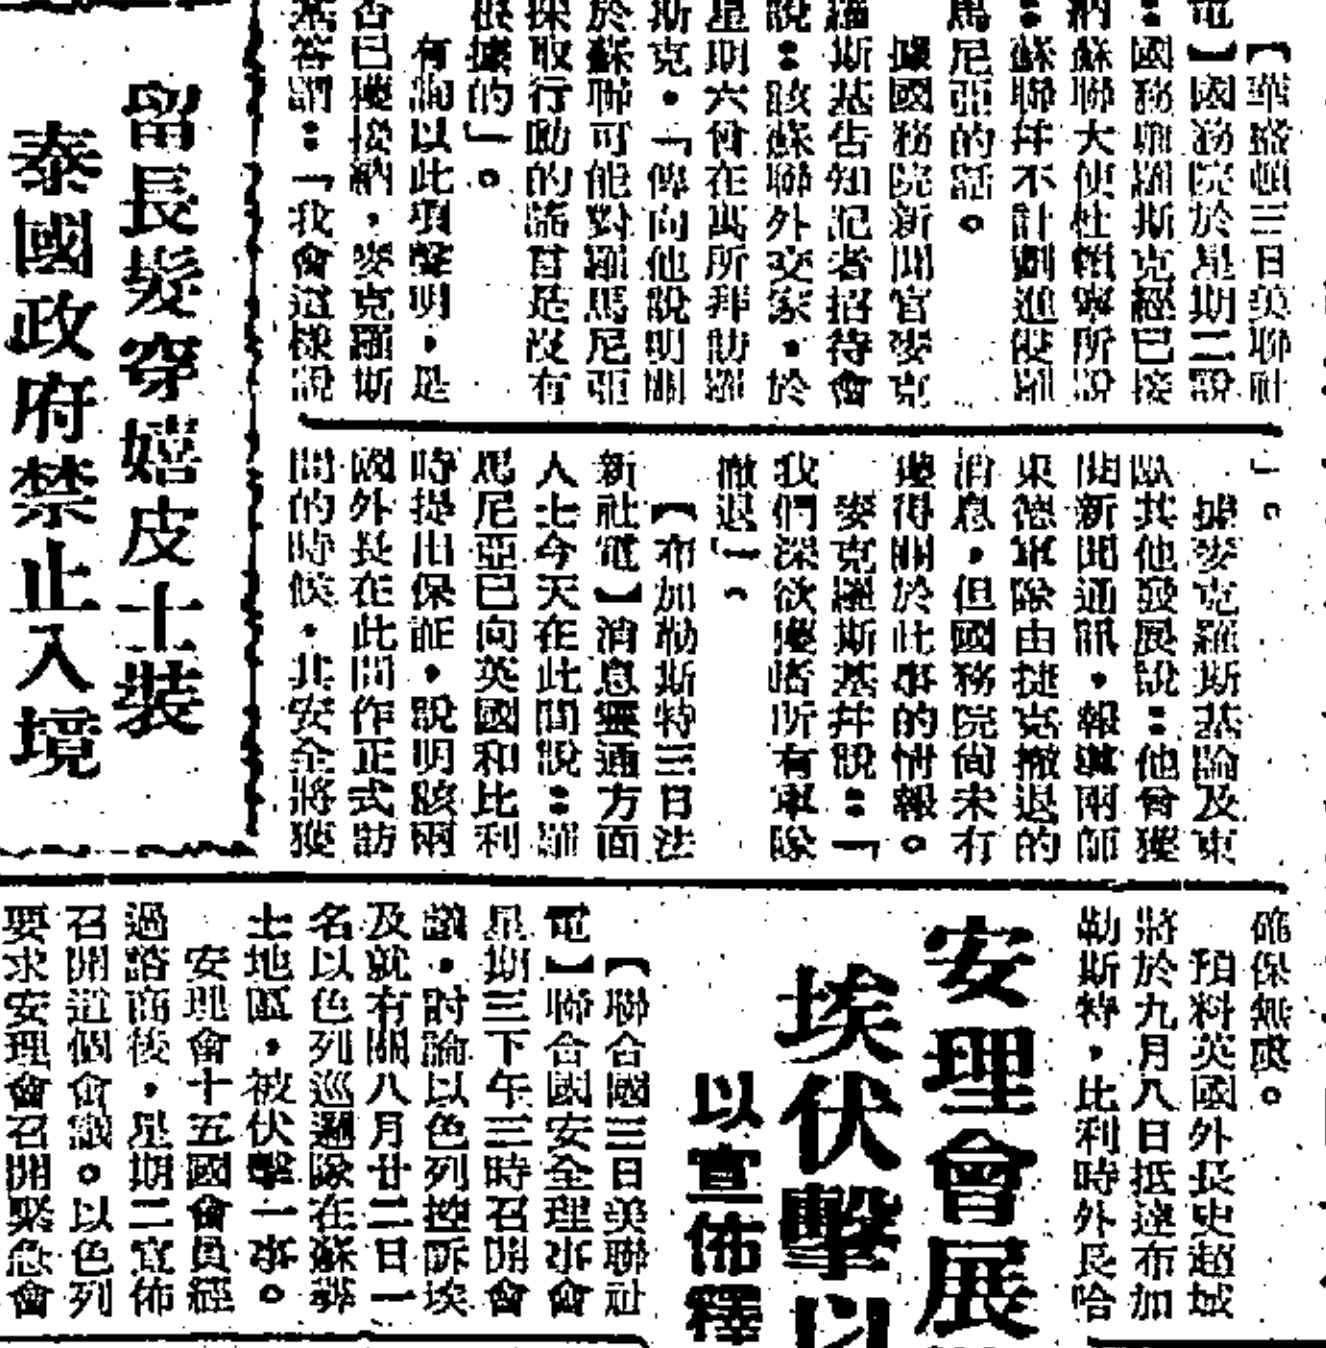 【華盛頓三日美聯社
電】國務院於星期二說
：國務卿羅斯克經已接
納蘇聯大使杜賴寧所說
：蘇聯并不計劃進侵羅
馬尼亞的話。
據國務院新聞官麥克
羅斯基告知記者招待會
說：該蘇聯外交家，於
星期六會在寓所拜訪羅
斯克，「傳向他說明關
於蘇聯可能對羅馬尼亞
採取行動的謠言是沒有
根據的」。
有詢以此項聲明，是
否已獲接納，麥克羅斯
基答謂：「我會這樣說
」。
據麥克羅斯基論及東
臥其他發展說：他曾獲
閱新聞通訊，報導兩師
東德軍隊由捷克撤退的
消息，但國務院尚未有
獲得關於此事的情報。
麥克羅斯基幷說：「
我們深欲獲悟所有軍隊
撤退」。
【布加勒斯特三日法
新社電】消息靈通方面
人士今天在此間說：羅
馬尼亞已向英國和比利
時提出保証，說明該兩
國外長在此間作正式訪
問的時候，其安全將獲
確保無虞。
預料英國外長史超域
將於九月八日抵達布加
勒斯特，比利時外長哈
留長髮穿嬉皮士裝
泰國政府禁止入境
安理會展
埃伏擊以
以宣佈釋
【聯合國三日美聯社
電】聯合國安全理事會
星期三下午三時召開會
議，討論以色列控訴埃
及就有關八月廿二日一
名以色列巡邏隊在蘇彝
士地區，被伏擊一事。
安理會十五國會員經
過諮商後，星期二宣佈
召開這個會議。以色列
要求安理會召開緊急會